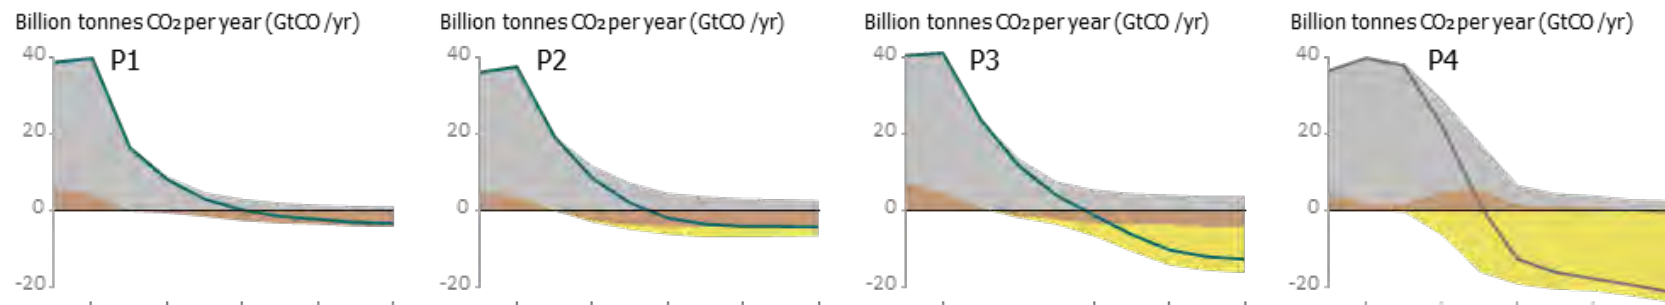 Billion tonnes CO₂ per year (GtCO /yr)
40
P1
20
0
-20
Billion tonnes CO₂ per year (GtCO /yr)
40
P2
20
0
-20
Billion tonnes CO₂ per year (GtCO /yr)
40
P3
20
0
-20
Billion tonnes CO₂ per year (GtCO /yr)
40
P4
20
0
-20